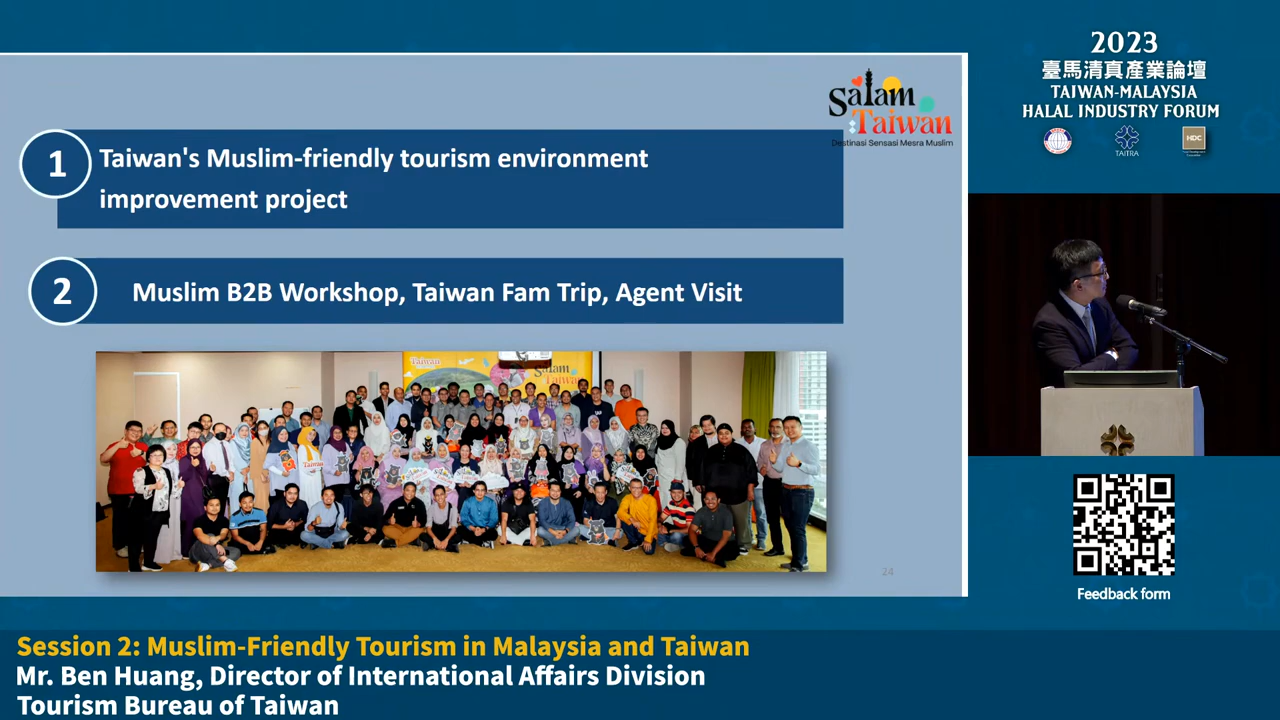 Salam
Taiwan
Destinasi Sensasi Mesra Muslim
1
Taiwan's Muslim-friendly tourism environment
improvement project
2
Muslim B2B Workshop, Taiwan Fam Trip, Agent Visit
Taiwan
Salam
Taiwan
Taiwan
24
2023
臺馬清真產業論壇
TAIWAN-MALAYSIA
HALAL INDUSTRY FORUM
TAITRA
HDC
Feedback form
Session 2: Muslim-Friendly Tourism in Malaysia and Taiwan
Mr. Ben Huang, Director of International Affairs Division
Tourism Bureau of Taiwan